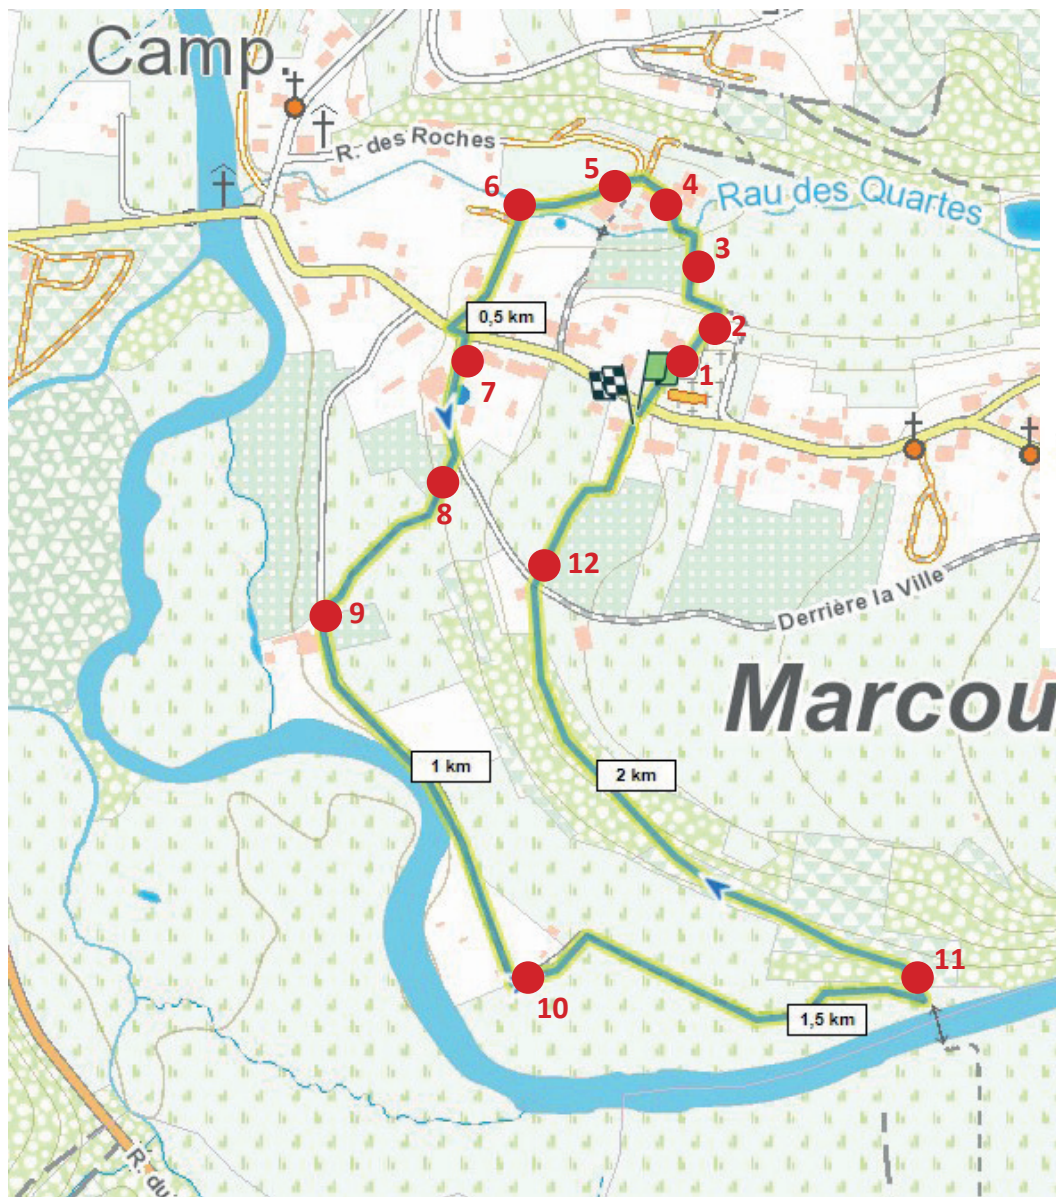 Camp.
R. des Roches
5
4
6
Rau des Quartes
3
0,5 km
2
1
7
8
12
Derrière la Ville
9
Marcou
1 km
2 km
11
10
1,5 km
R. du